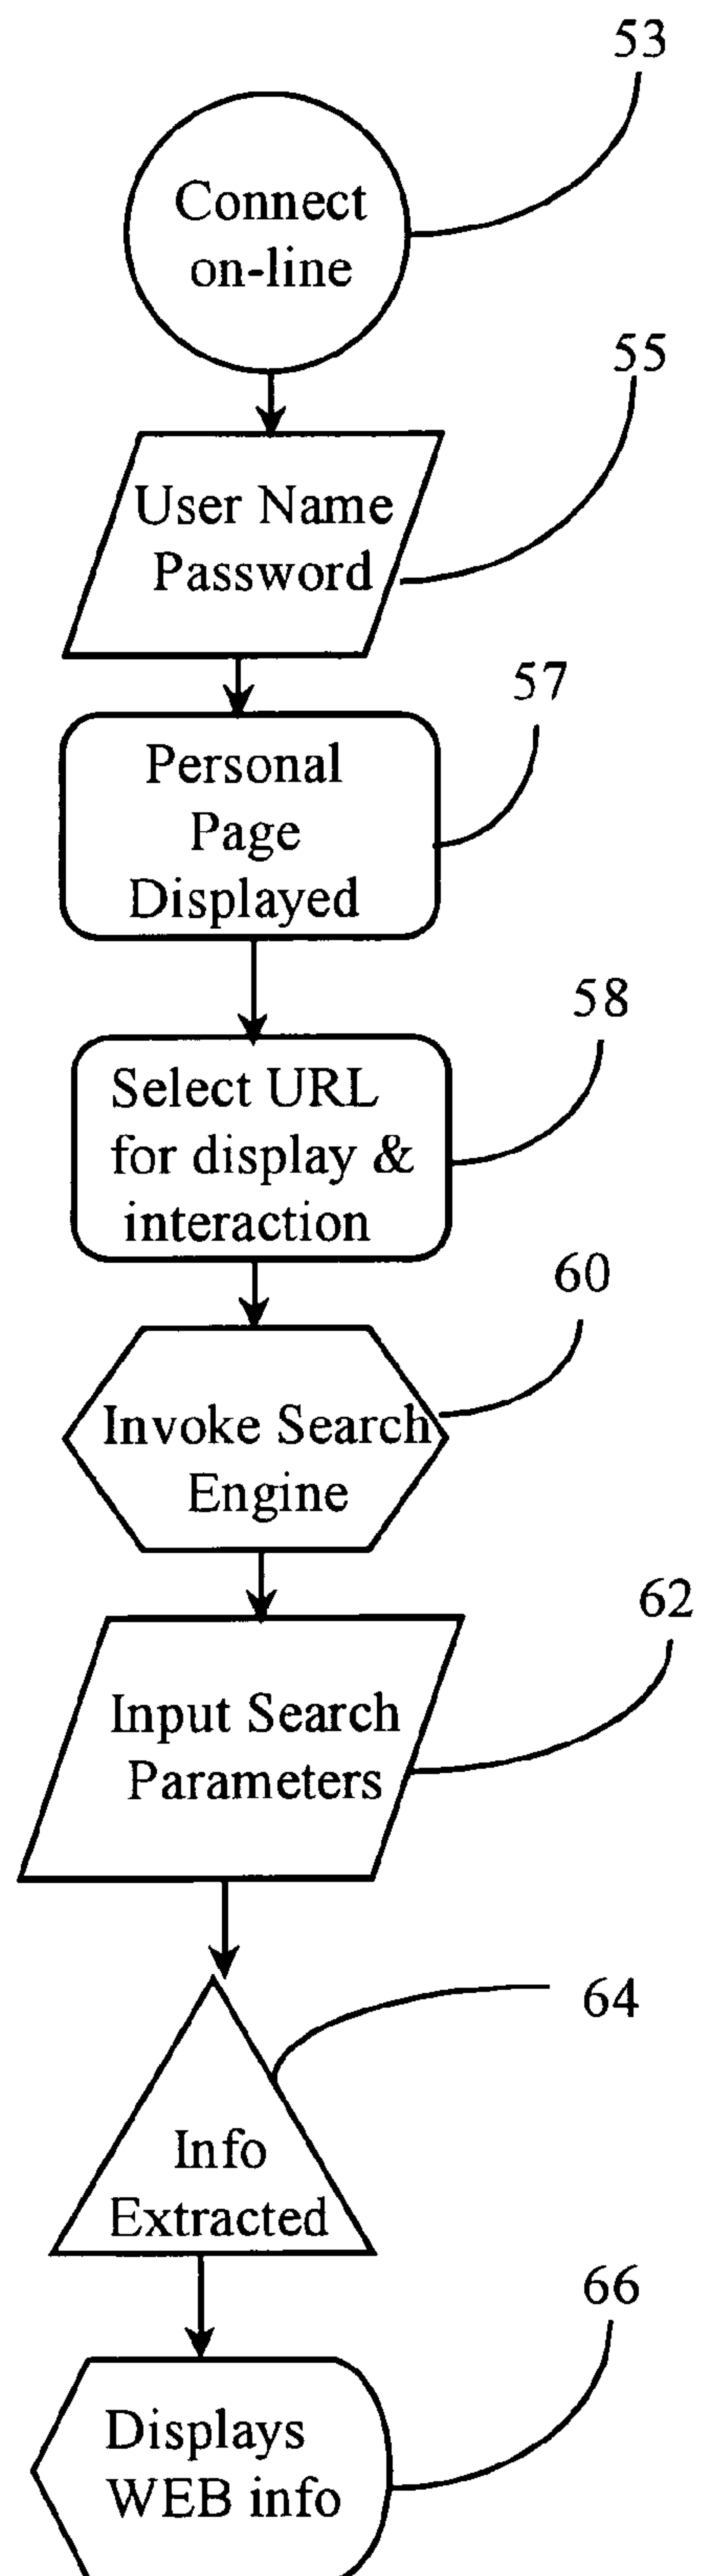 53
Connect
on-line
55
User Name
Password
57
Personal
Page
Displayed
58
Select URL
for display &
interaction
60
Invoke Search
Engine
62
Input Search
Parameters
64
Info
Extracted
66
Displays
WEB info